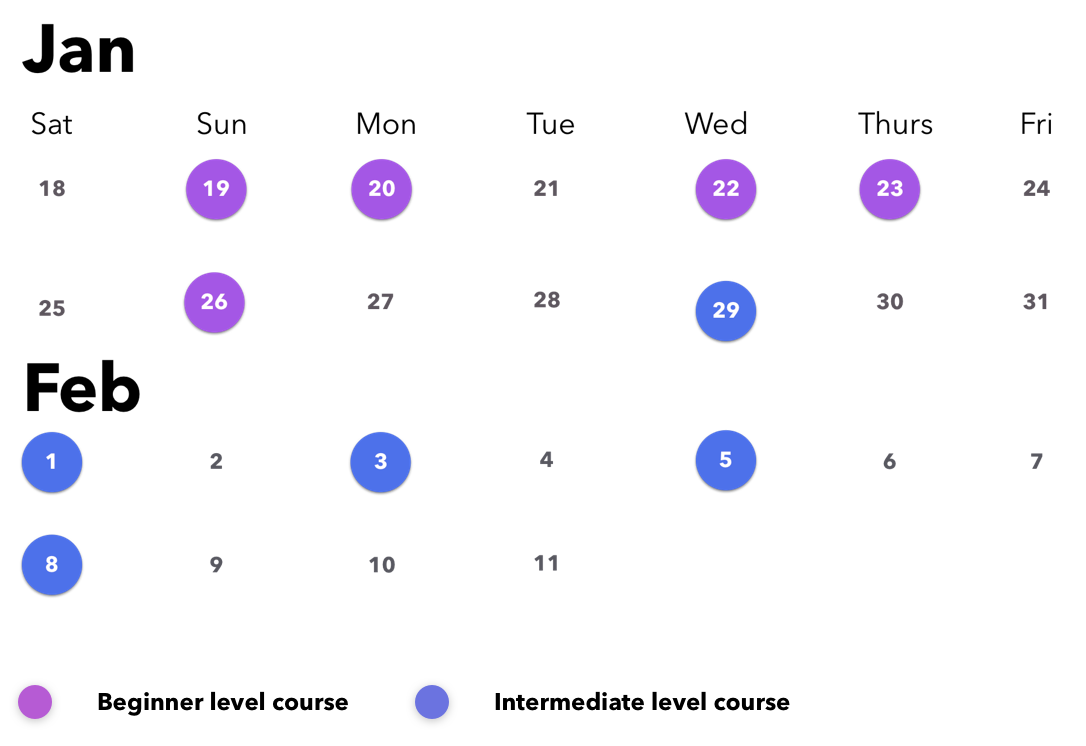 Jan
Sat Sun Mon Tue Wed Thurs Fri
18 19 20 21 22 23 24
25 26 27 28 29 30 31
Feb
1 2 3 4 5 6 7
8 9 10 11
Beginner level course Intermediate level course